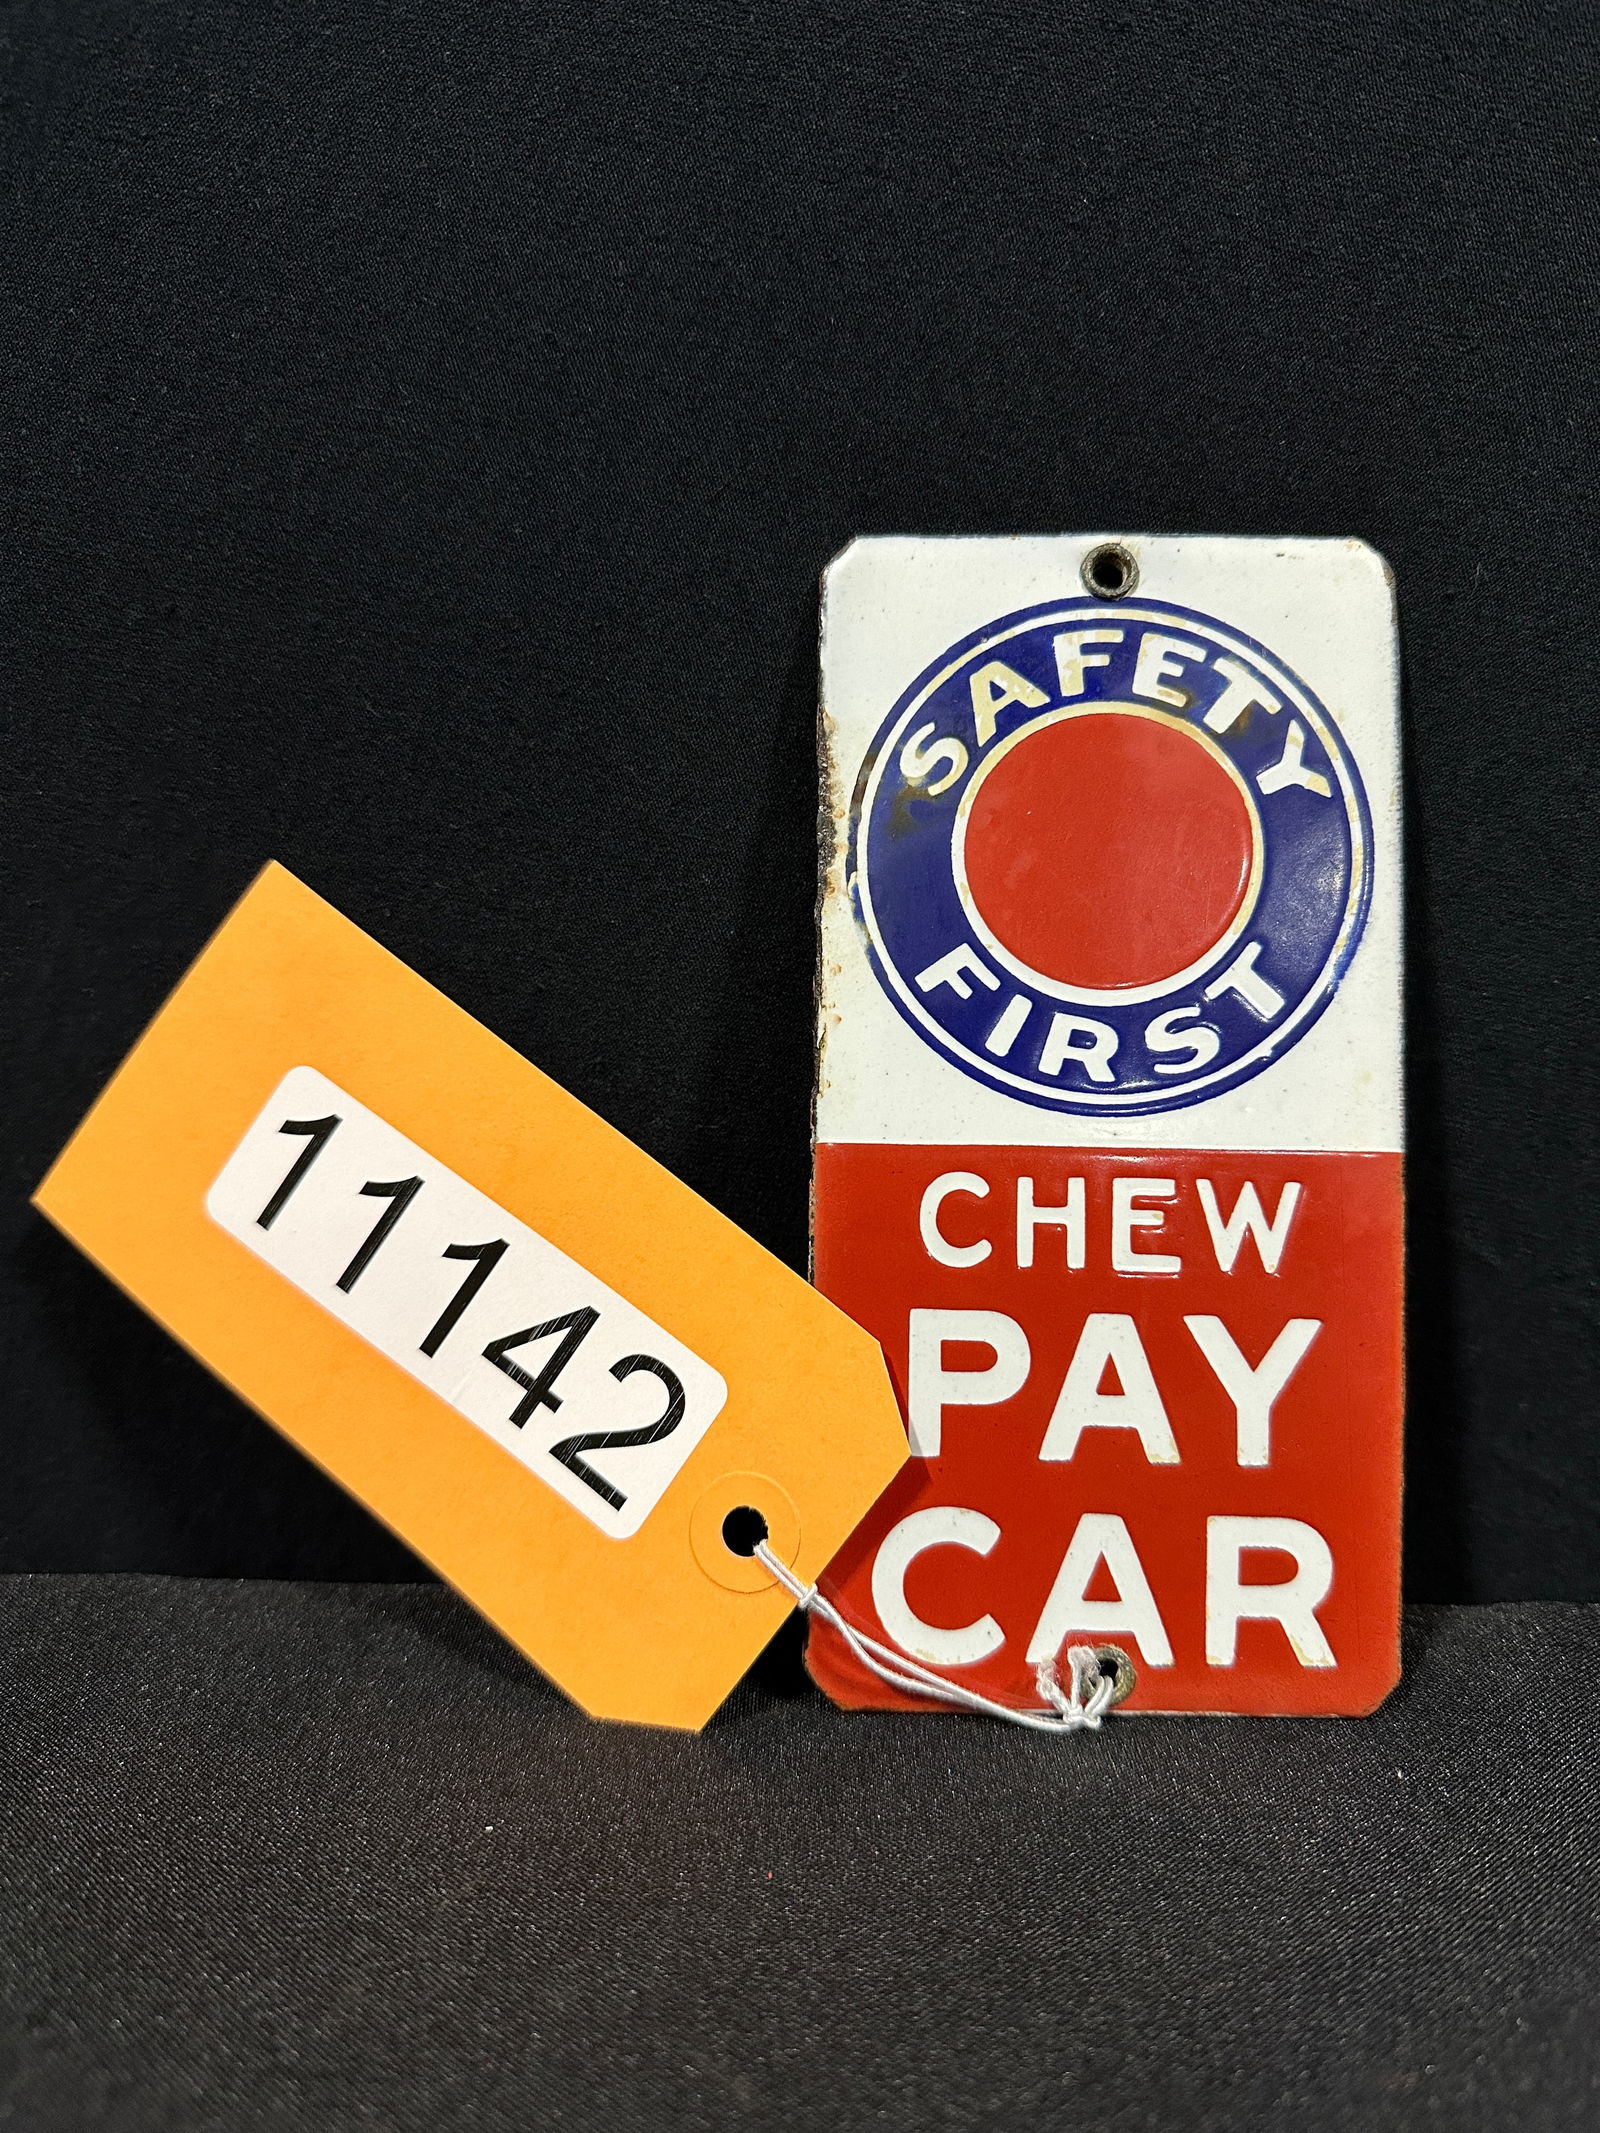 SAFETY
FIRST
CHEW
PAY
CAR
11142